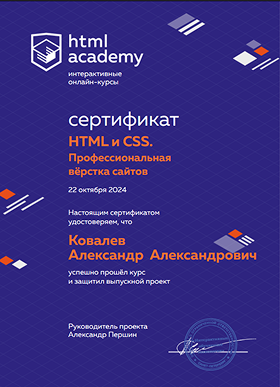 html
academy
интерактивные
онлайн-курсы
сертификат
HTML и CSS.
Профессиональная
вёрстка сайтов
22 октября 2024
Настоящим сертификатом
удостоверяем, что
Ковалев
Александр Александрович
успешно прошёл курс
и защитил выпускной проект
Руководитель проекта
Александр Першин